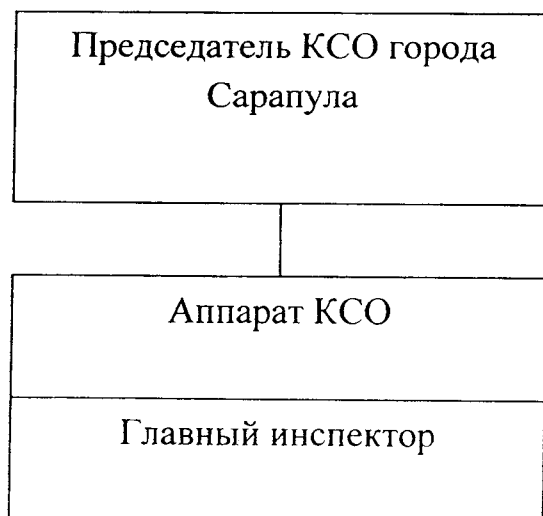 Председатель КСО города
Сарапула
Аппарат КСО
Главный инспектор